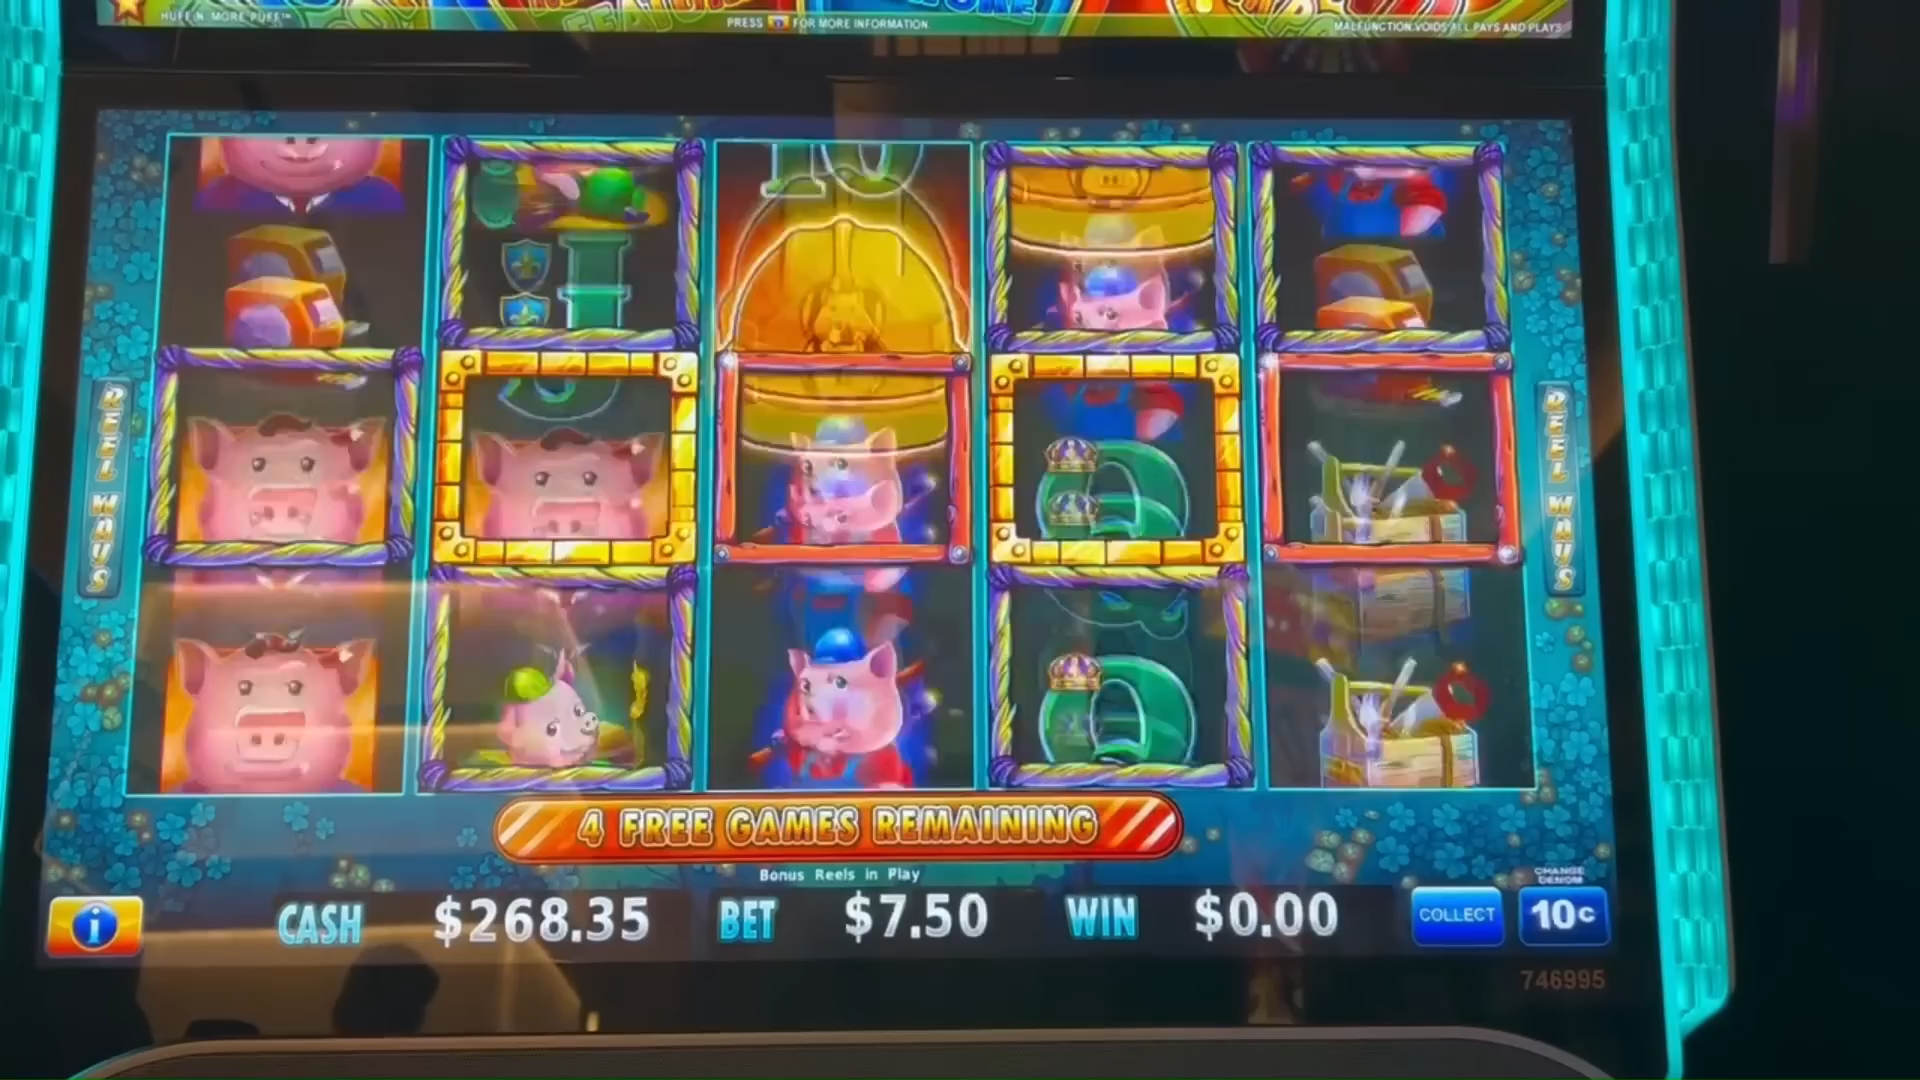 HUFF N MORE PUFF™
PRESS i FOR MORE INFORMATION
MALFUNCTION VOIDS ALL PAYS AND PLAYS
10
REEL WAYS
REEL WAYS
Q
Q
4 FREE GAMES REMAINING
Bonus Reels in Play
i
CASH $268.35 BET $7.50 WIN $0.00
COLLECT
CHANGE DENOM
10¢
746995